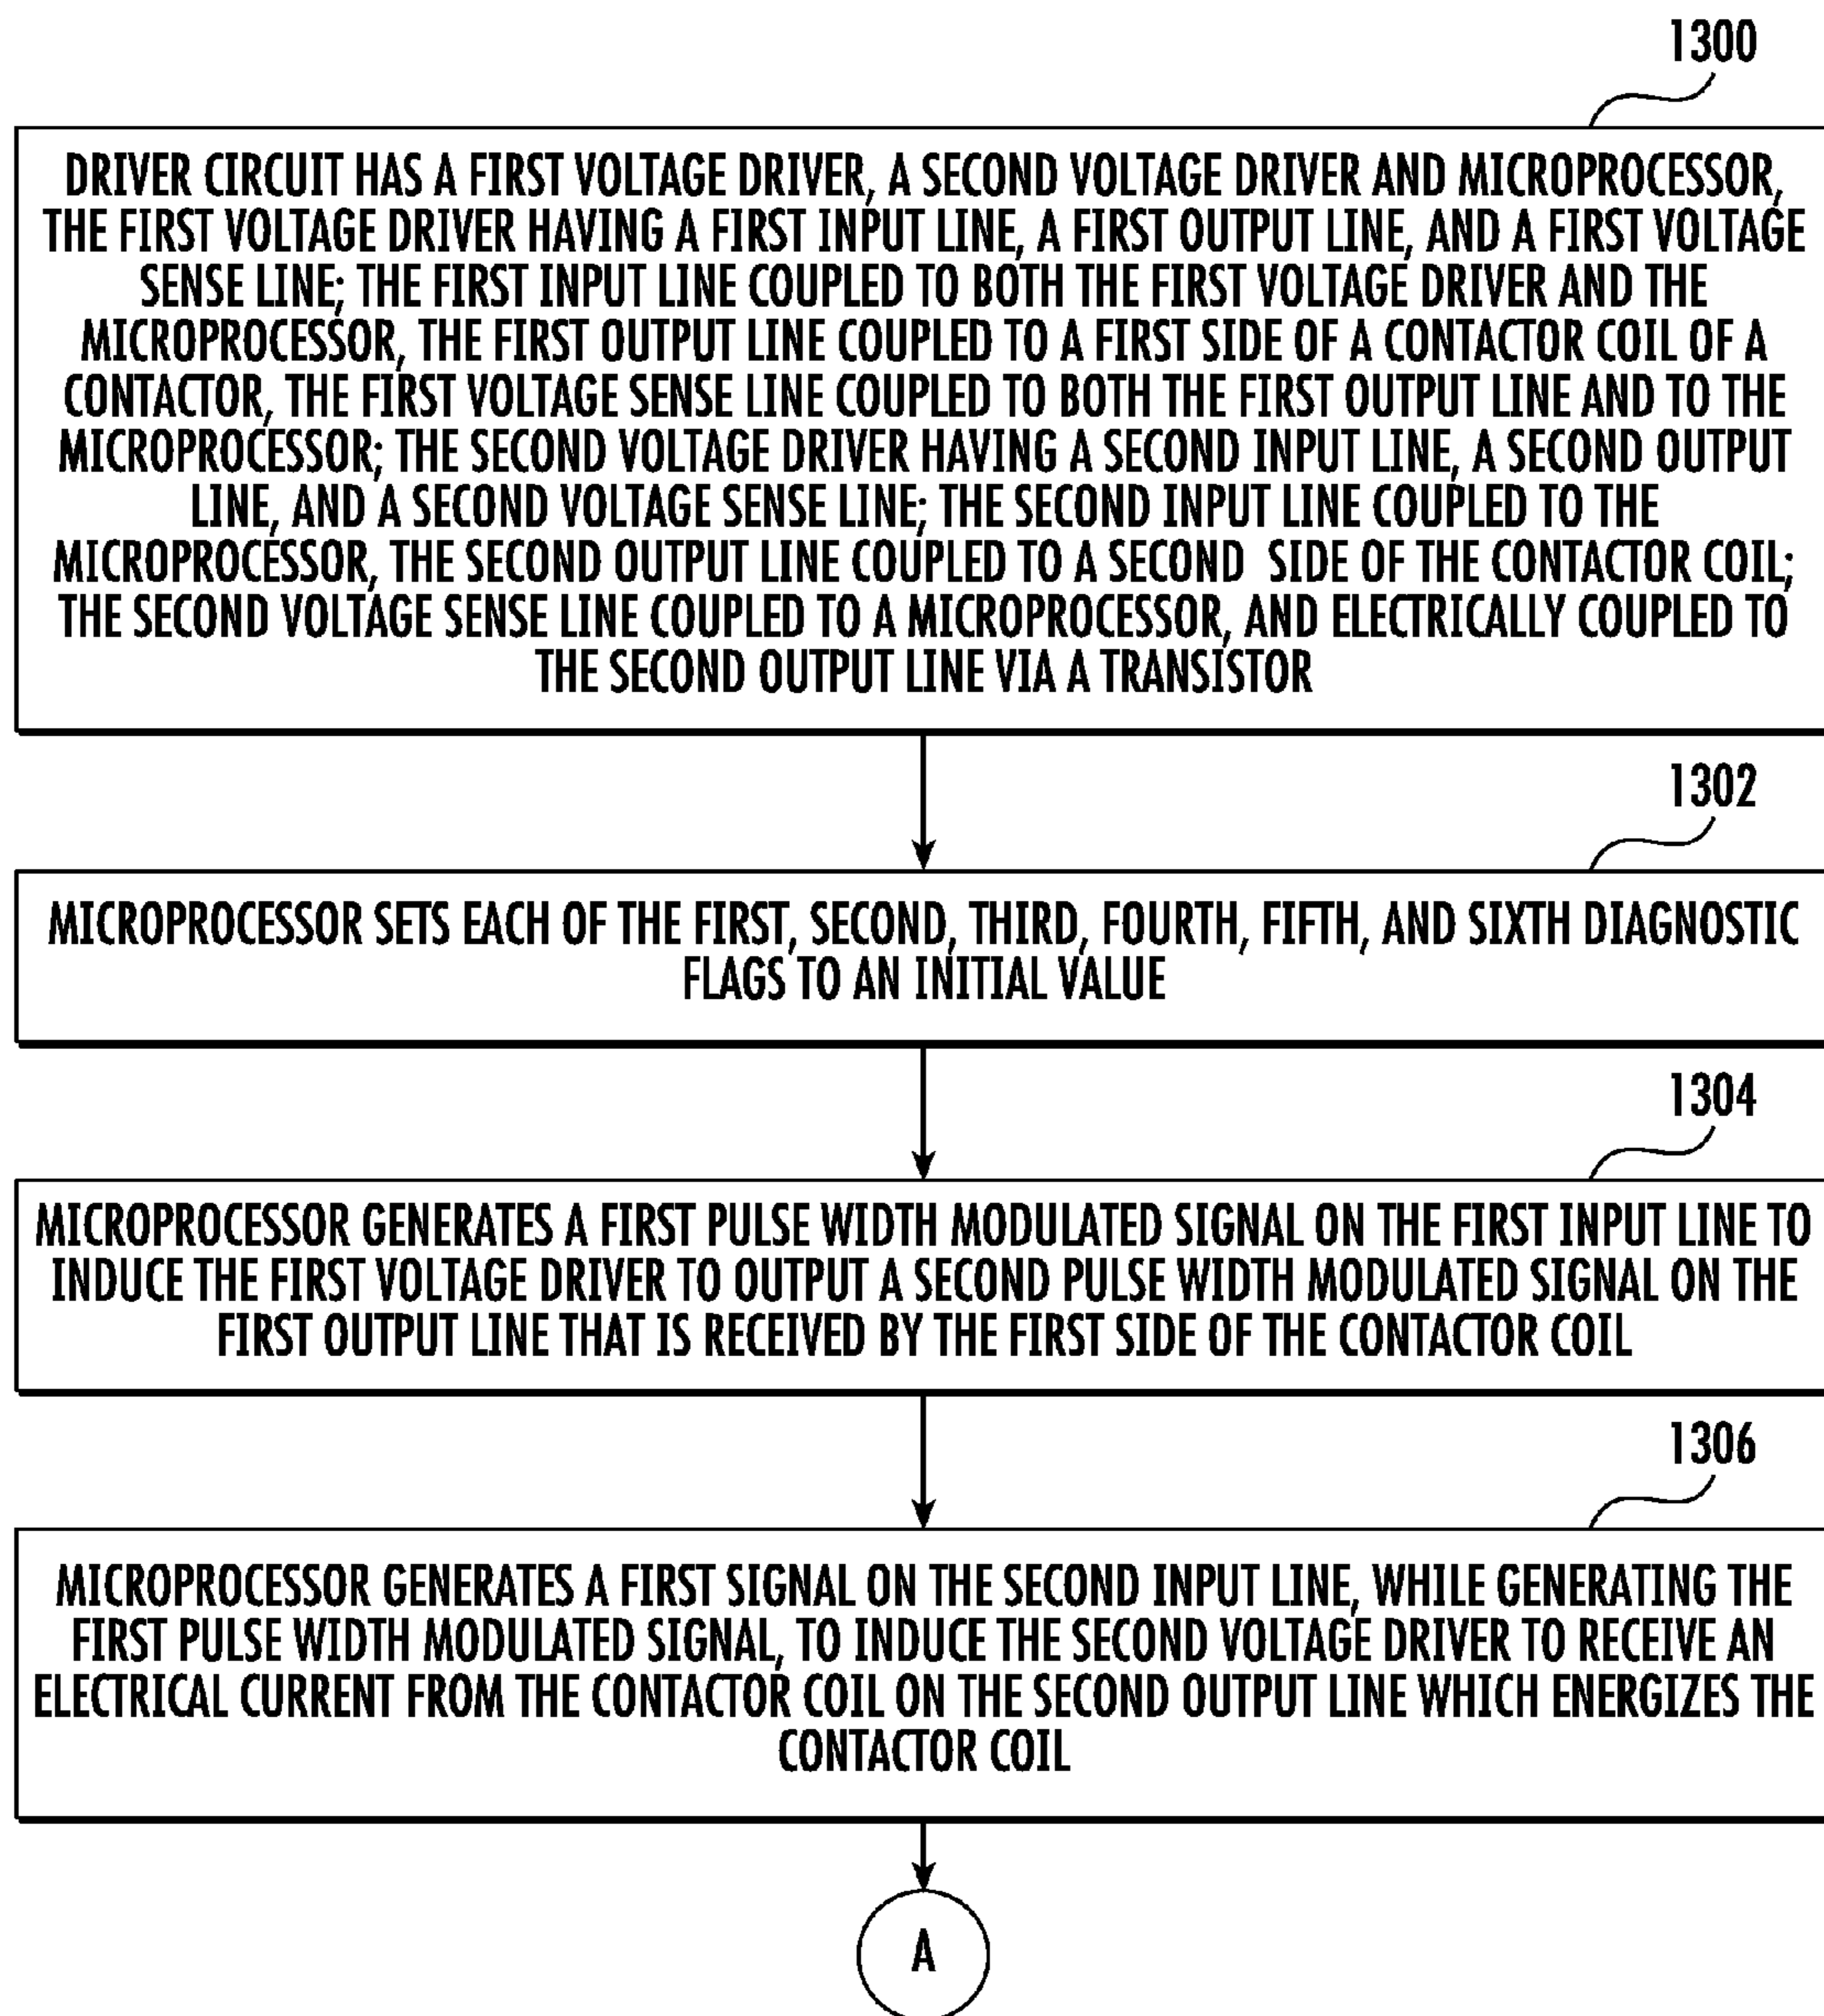 1300
DRIVER CIRCUIT HAS A FIRST VOLTAGE DRIVER, A SECOND VOLTAGE DRIVER AND MICROPROCESSOR,
THE FIRST VOLTAGE DRIVER HAVING A FIRST INPUT LINE, A FIRST OUTPUT LINE, AND A FIRST VOLTAGE
SENSE LINE; THE FIRST INPUT LINE COUPLED TO BOTH THE FIRST VOLTAGE DRIVER AND THE
MICROPROCESSOR, THE FIRST OUTPUT LINE COUPLED TO A FIRST SIDE OF A CONTACTOR COIL OF A
CONTACTOR, THE FIRST VOLTAGE SENSE LINE COUPLED TO BOTH THE FIRST OUTPUT LINE AND TO THE
MICROPROCESSOR; THE SECOND VOLTAGE DRIVER HAVING A SECOND INPUT LINE, A SECOND OUTPUT
LINE, AND A SECOND VOLTAGE SENSE LINE; THE SECOND INPUT LINE COUPLED TO THE
MICROPROCESSOR, THE SECOND OUTPUT LINE COUPLED TO A SECOND SIDE OF THE CONTACTOR COIL;
THE SECOND VOLTAGE SENSE LINE COUPLED TO A MICROPROCESSOR, AND ELECTRICALLY COUPLED TO
THE SECOND OUTPUT LINE VIA A TRANSISTOR
1302
MICROPROCESSOR SETS EACH OF THE FIRST, SECOND, THIRD, FOURTH, FIFTH, AND SIXTH DIAGNOSTIC
FLAGS TO AN INITIAL VALUE
1304
MICROPROCESSOR GENERATES A FIRST PULSE WIDTH MODULATED SIGNAL ON THE FIRST INPUT LINE TO
INDUCE THE FIRST VOLTAGE DRIVER TO OUTPUT A SECOND PULSE WIDTH MODULATED SIGNAL ON THE
FIRST OUTPUT LINE THAT IS RECEIVED BY THE FIRST SIDE OF THE CONTACTOR COIL
1306
MICROPROCESSOR GENERATES A FIRST SIGNAL ON THE SECOND INPUT LINE, WHILE GENERATING THE
FIRST PULSE WIDTH MODULATED SIGNAL, TO INDUCE THE SECOND VOLTAGE DRIVER TO RECEIVE AN
ELECTRICAL CURRENT FROM THE CONTACTOR COIL ON THE SECOND OUTPUT LINE WHICH ENERGIZES THE
CONTACTOR COIL
A